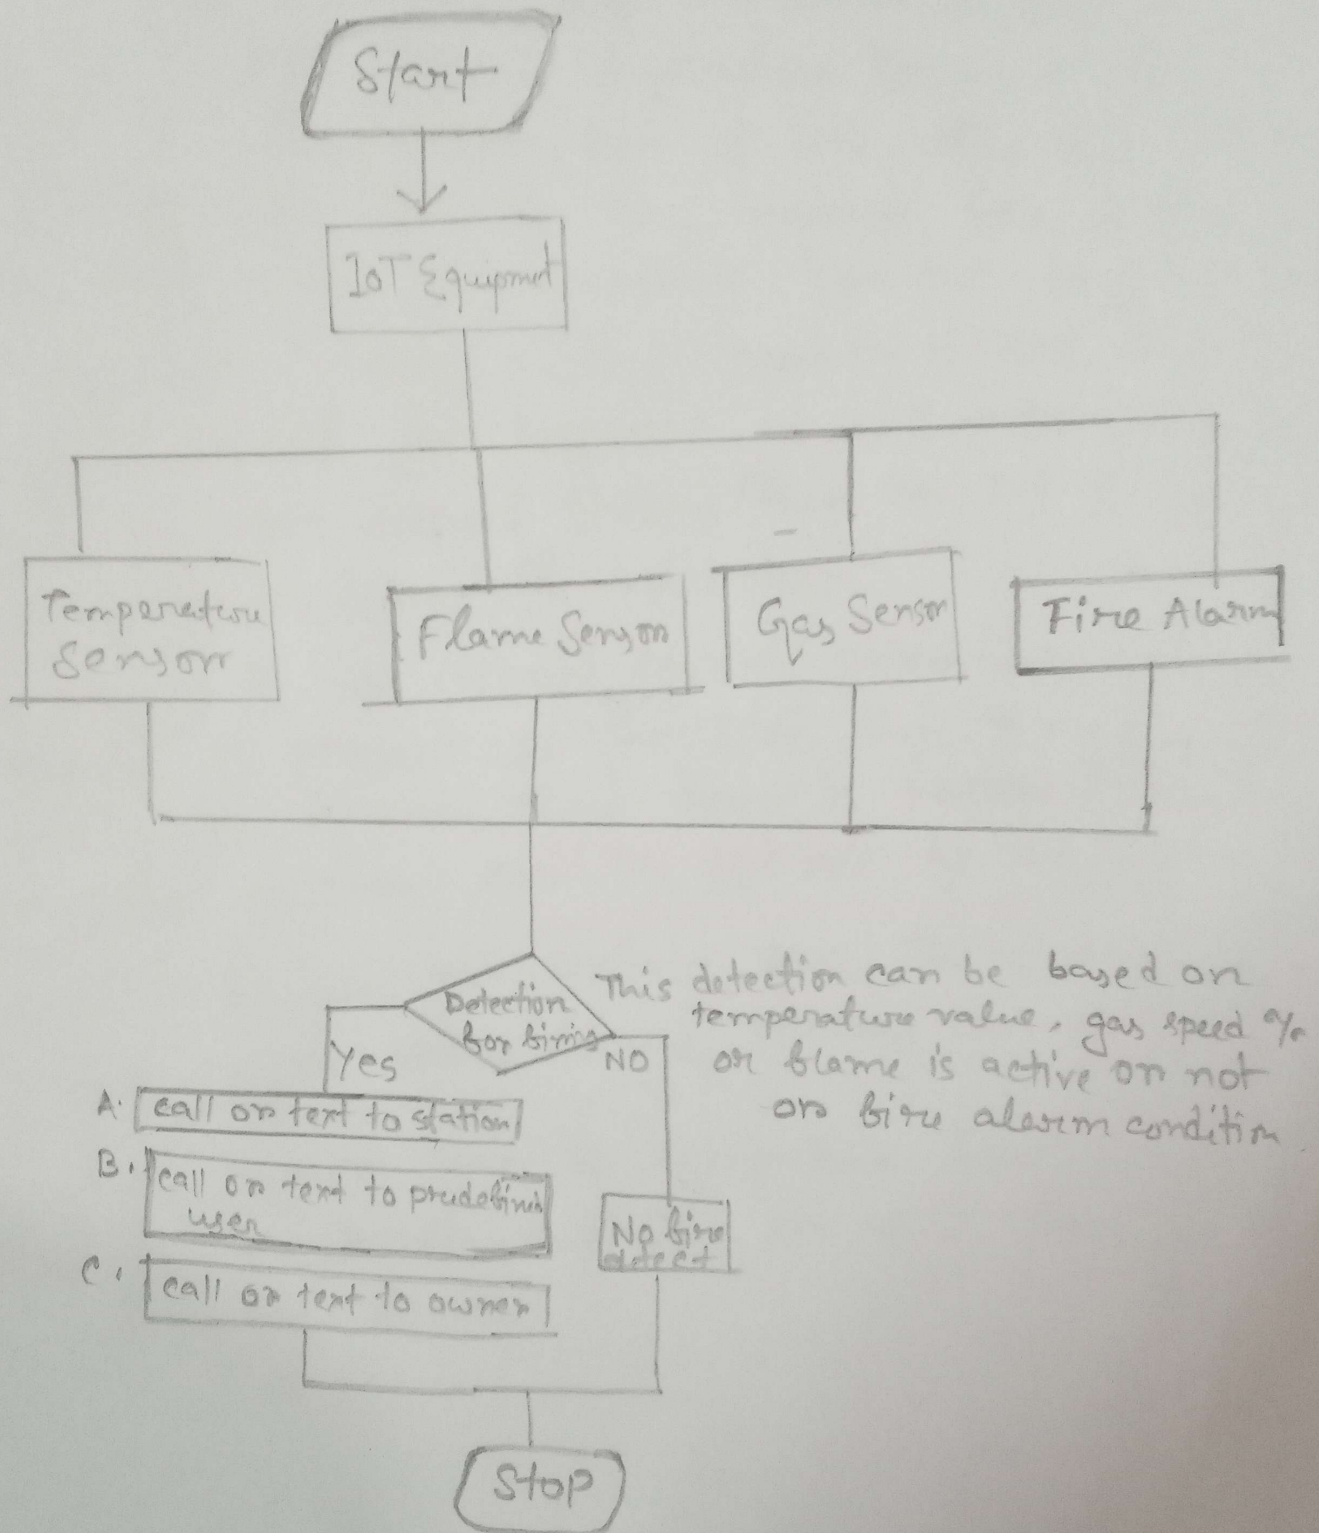 Start
IoT Equipmnt
Temperature
Sensor
Flame Sensor
Gas Sensor
Fire Alarm
Detection
for firing
This detection can be based on
temperature value, gas speed %
or flame is active or not
or fire alarm condition
Yes
NO
A. call or text to station
B. call or text to predefined
user
C. call or text to owner
No fire
detect
Stop